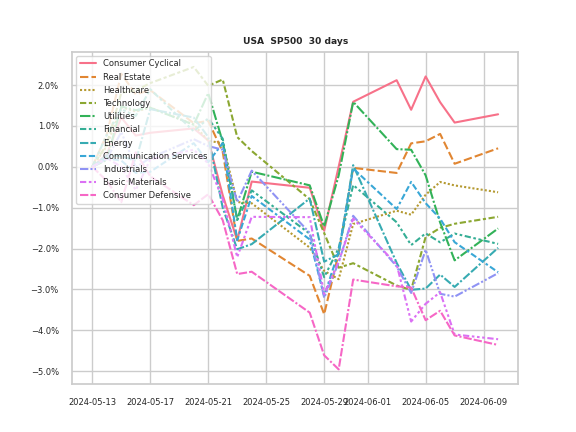 USA SP500 30 days
Consumer Cyclical
Real Estate
Healthcare
Technology
Utilities
Financial
Energy
Communication Services
Industrials
Basic Materials
Consumer Defensive
2.0%
1.0%
0.0%
−1.0%
−2.0%
−3.0%
−4.0%
−5.0%
2024-05-13
2024-05-17
2024-05-21
2024-05-25
2024-05-29
2024-06-01
2024-06-05
2024-06-09